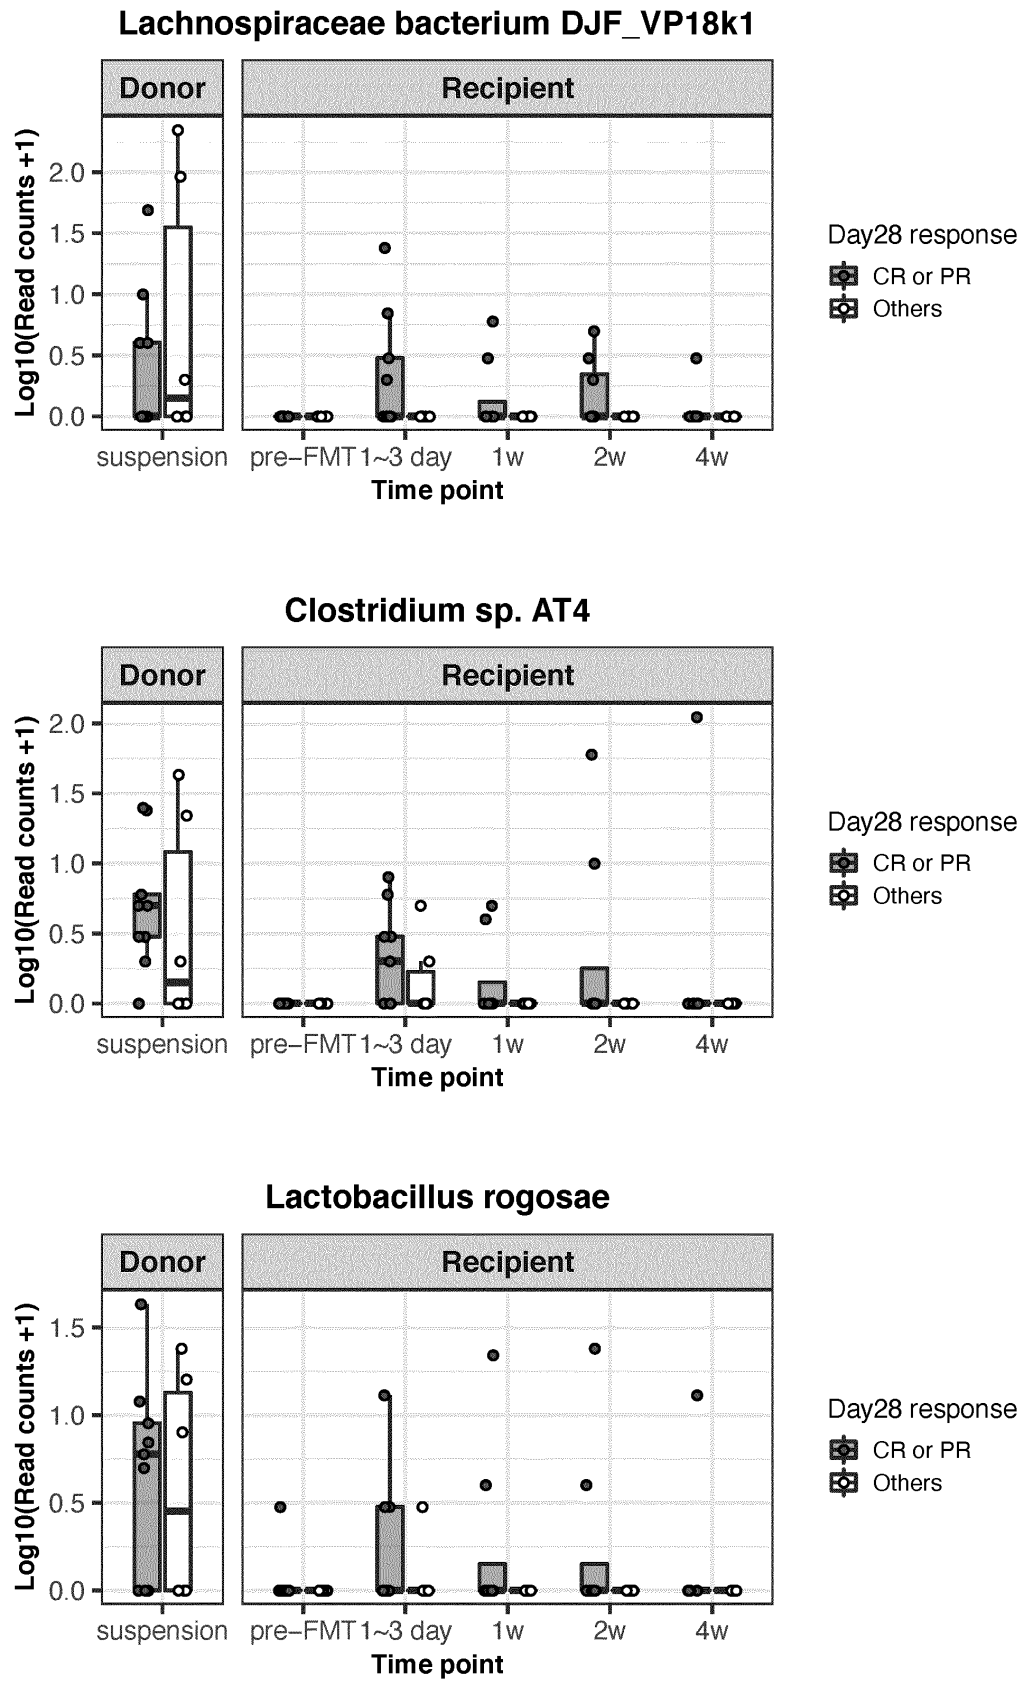 Lachnospiraceae bacterium DJF_VP18k1
Donor
Recipient
Log10(Read counts +1)
2.0
1.5
1.0
0.5
0.0
suspension
pre−FMT
1~3 day
1w
2w
4w
Time point
Day28 response
CR or PR
Others
Clostridium sp. AT4
Donor
Recipient
Log10(Read counts +1)
2.0
1.5
1.0
0.5
0.0
suspension
pre−FMT
1~3 day
1w
2w
4w
Time point
Day28 response
CR or PR
Others
Lactobacillus rogosae
Donor
Recipient
Log10(Read counts +1)
1.5
1.0
0.5
0.0
suspension
pre−FMT
1~3 day
1w
2w
4w
Time point
Day28 response
CR or PR
Others